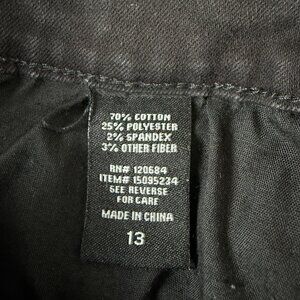 70% COTTON
25% POLYESTER
2% SPANDEX
3% OTHER FIBER
RN# 120684
ITEM# 15095234
SEE REVERSE
FOR CARE
MADE IN CHINA
13